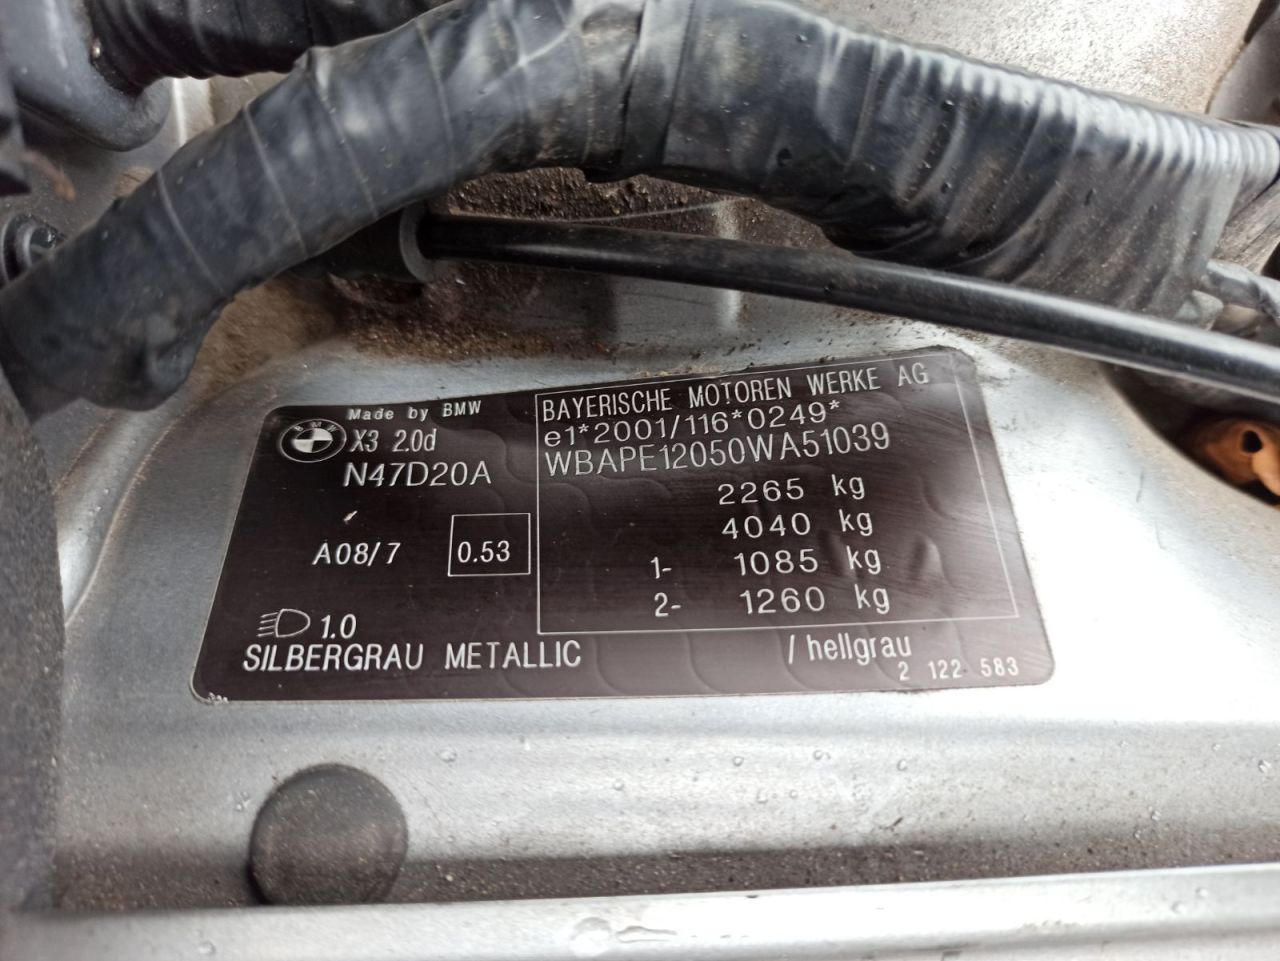 Made by BMW
BMW
X3 2.0d
N47D20A
A08/7
0.53
1.0
SILBERGRAU METALLIC
BAYERISCHE MOTOREN WERKE AG
e1*2001/116*0249*
WBAPE12050WA51039
2265 kg
4040 kg
1- 1085 kg
2- 1260 kg
/ hellgrau
2 122 583